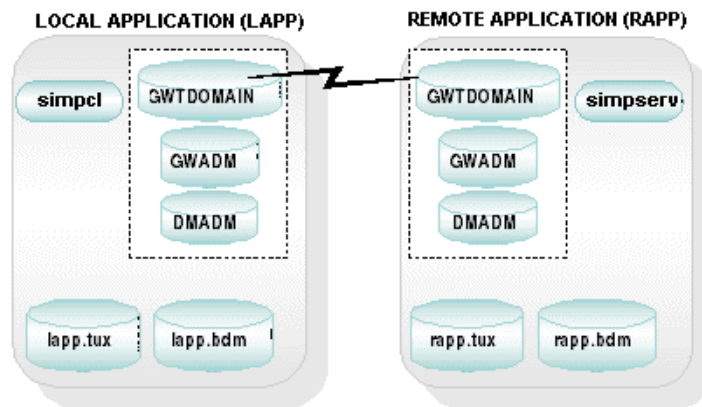 LOCAL APPLICATION (LAPP)
simpcl
GWTDOMAIN
GWADM
DMADM
lapp.tux
lapp.bdm
REMOTE APPLICATION (RAPP)
GWTDOMAIN
simpserv
GWADM
DMADM
rapp.tux
rapp.bdm